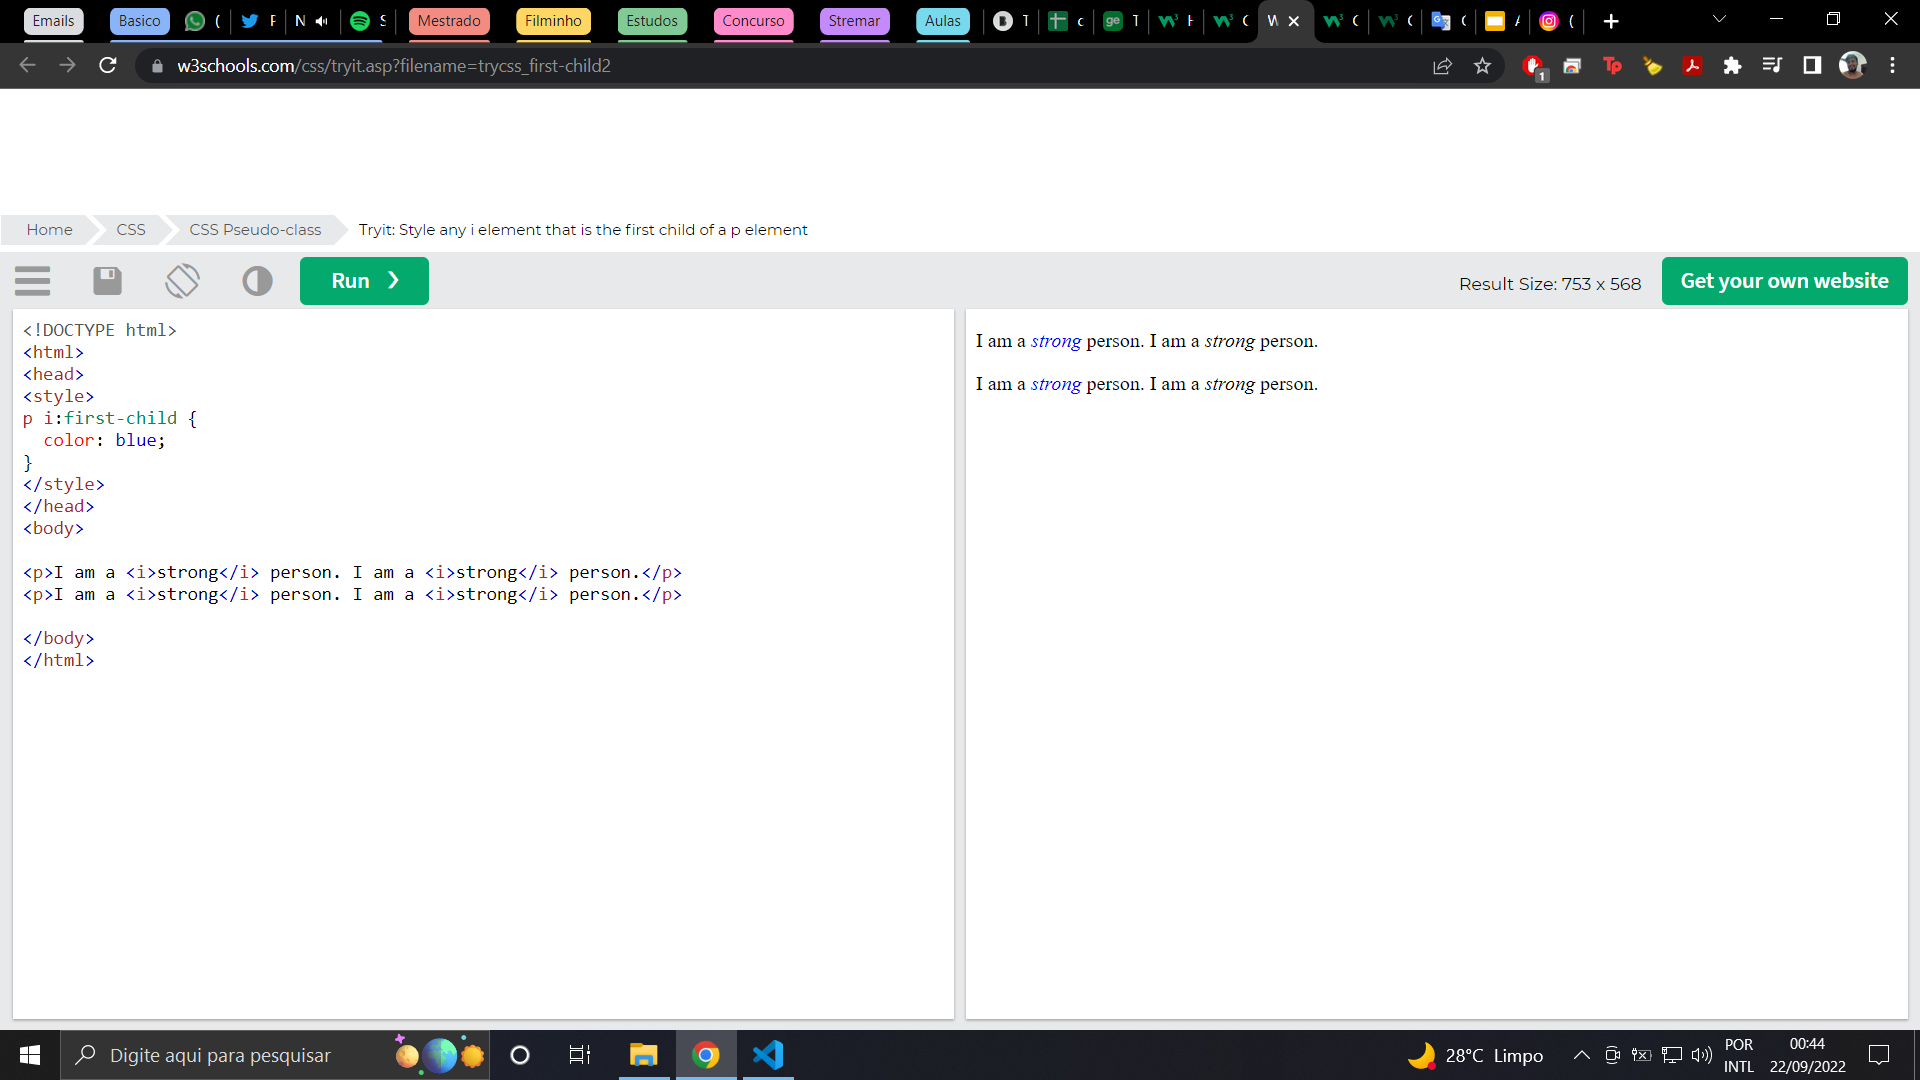 Emails Basico ( F N S Mestrado Filminho Estudos Concurso Stremar Aulas T c T H C W C C C A (
w3schools.com/css/tryit.asp?filename=trycss_first-child2
1
Home CSS CSS Pseudo-class Tryit: Style any i element that is the first child of a p element
Run ❯ Result Size: 753 x 568 Get your own website
<!DOCTYPE html>
<html>
<head>
<style>
p i:first-child {
  color: blue;
}
</style>
</head>
<body>
<p>I am a <i>strong</i> person. I am a <i>strong</i> person.</p>
<p>I am a <i>strong</i> person. I am a <i>strong</i> person.</p>
</body>
</html>
I am a strong person. I am a strong person.
I am a strong person. I am a strong person.
Digite aqui para pesquisar
28°C Limpo
POR
INTL
00:44
22/09/2022